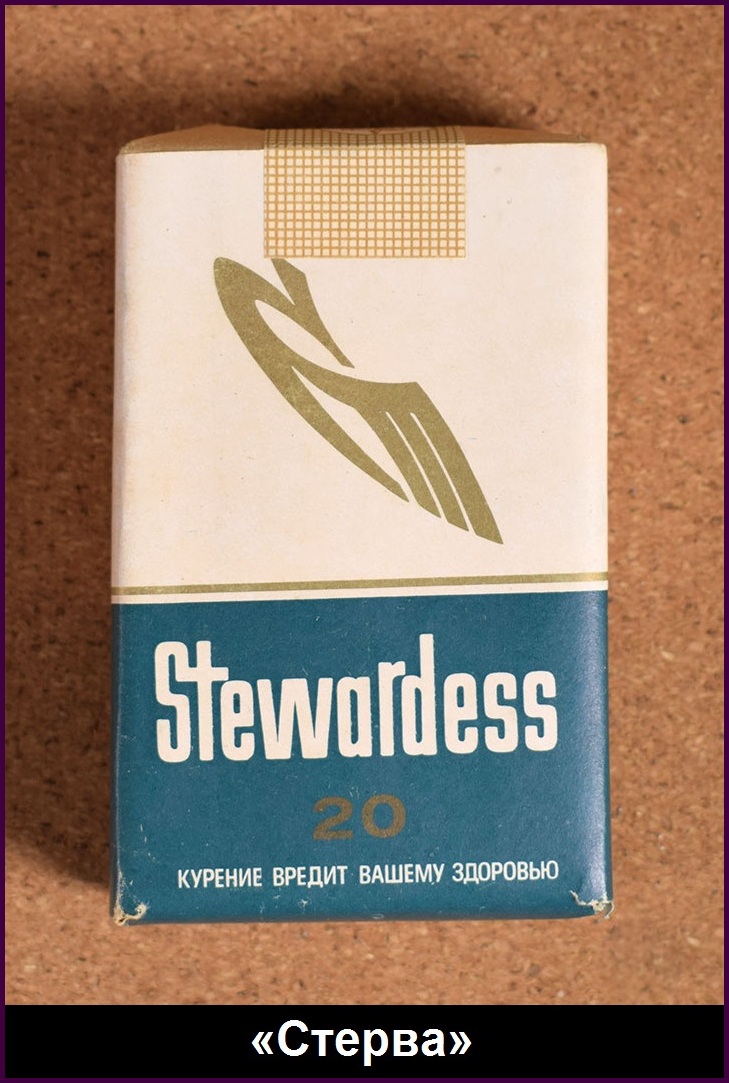 Stewardess
20
КУРЕНИЕ ВРЕДИТ ВАШЕМУ ЗДОРОВЬЮ
«Стерва»